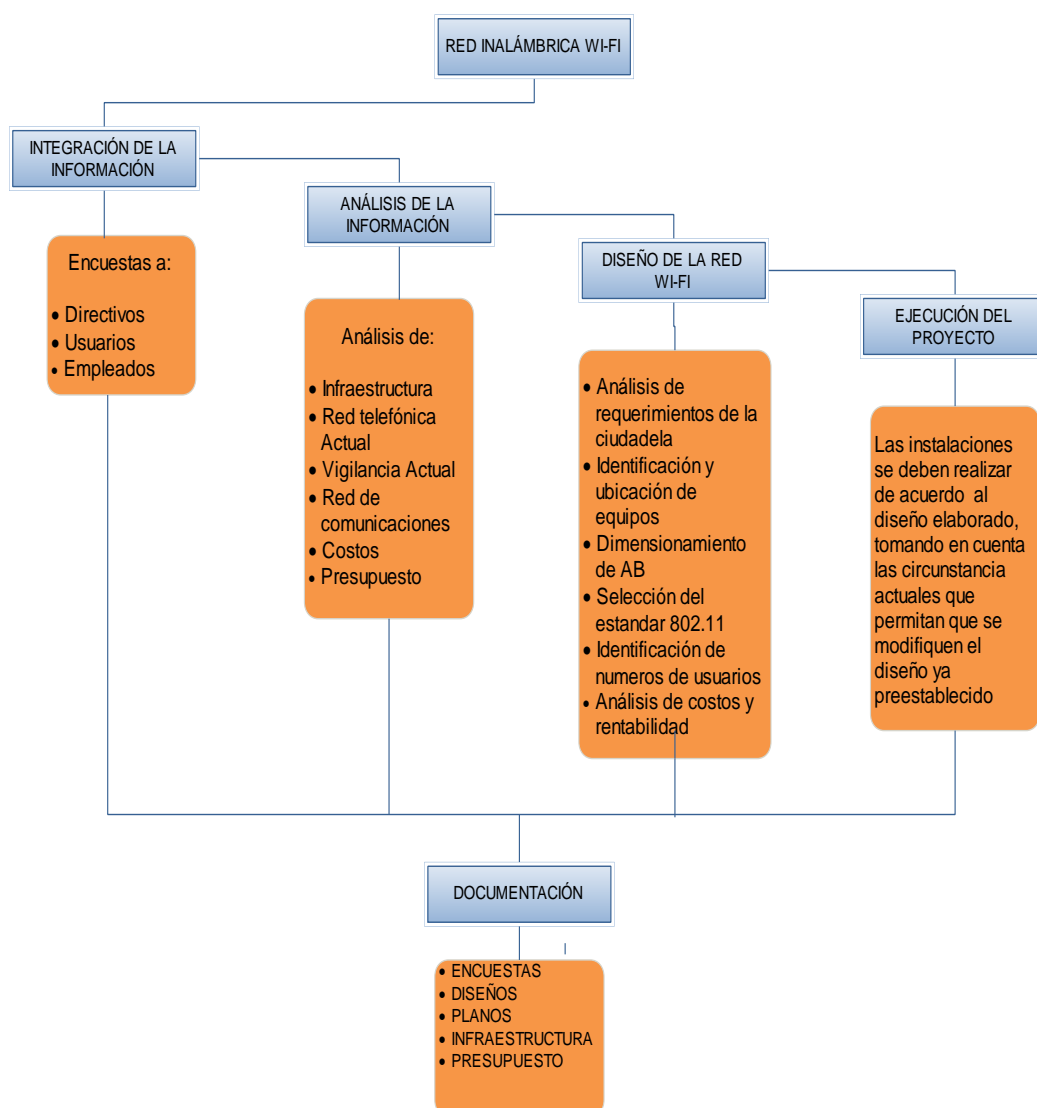 RED INALÁMBRICA WI-FI
INTEGRACIÓN DE LA
INFORMACIÓN
Encuestas a:
• Directivos
• Usuarios
• Empleados
ANÁLISIS DE LA
INFORMACIÓN
Análisis de:
• Infraestructura
• Red telefónica
Actual
• Vigilancia Actual
• Red de
comunicaciones
• Costos
• Presupuesto
DISEÑO DE LA RED
WI-FI
• Análisis de
requerimientos de la
ciudadela
• Identificación y
ubicación de
equipos
• Dimensionamiento
de AB
• Selección del
estandar 802.11
• Identificación de
numeros de usuarios
• Análisis de costos y
rentabilidad
EJECUCIÓN DEL
PROYECTO
Las instalaciones
se deben realizar
de acuerdo al
diseño elaborado,
tomando en cuenta
las circunstancia
actuales que
permitan que se
modifiquen el
diseño ya
preestablecido
DOCUMENTACIÓN
• ENCUESTAS
• DISEÑOS
• PLANOS
• INFRAESTRUCTURA
• PRESUPUESTO